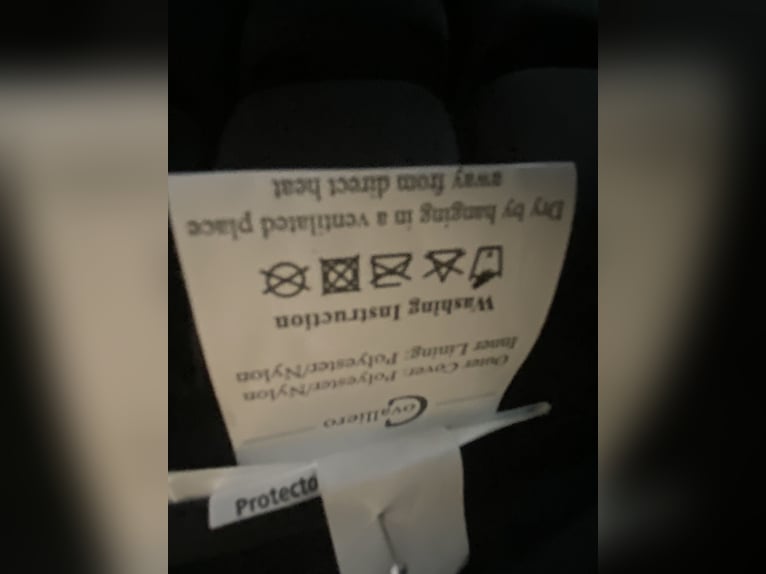 Covalliero
Outer Cover: Polyester/Nylon
Inner Lining: Polyester/Nylon
Washing Instruction
Dry by hanging in a ventilated place
away from direct heat
Protecto